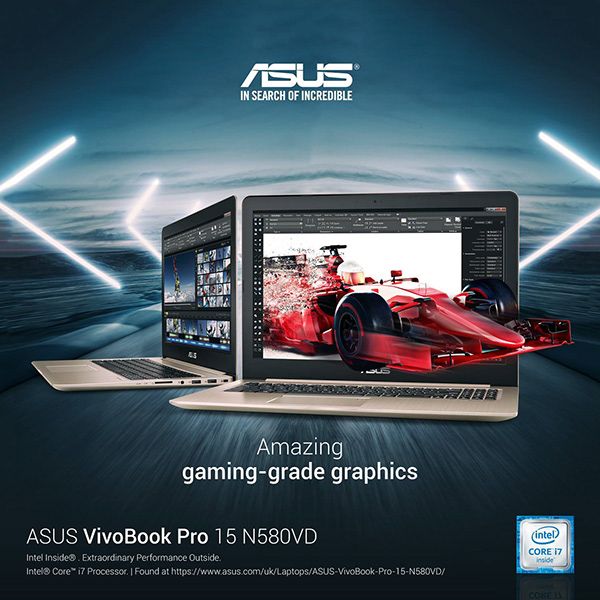 ASUS®
IN SEARCH OF INCREDIBLE
ASUS
ASUS
Amazing
gaming-grade graphics
ASUS VivoBook Pro 15 N580VD
Intel Inside® . Extraordinary Performance Outside.
Intel® Core™ i7 Processor. | Found at https://www.asus.com/uk/Laptops/ASUS-VivoBook-Pro-15-N580VD/
intel
CORE i7
inside™